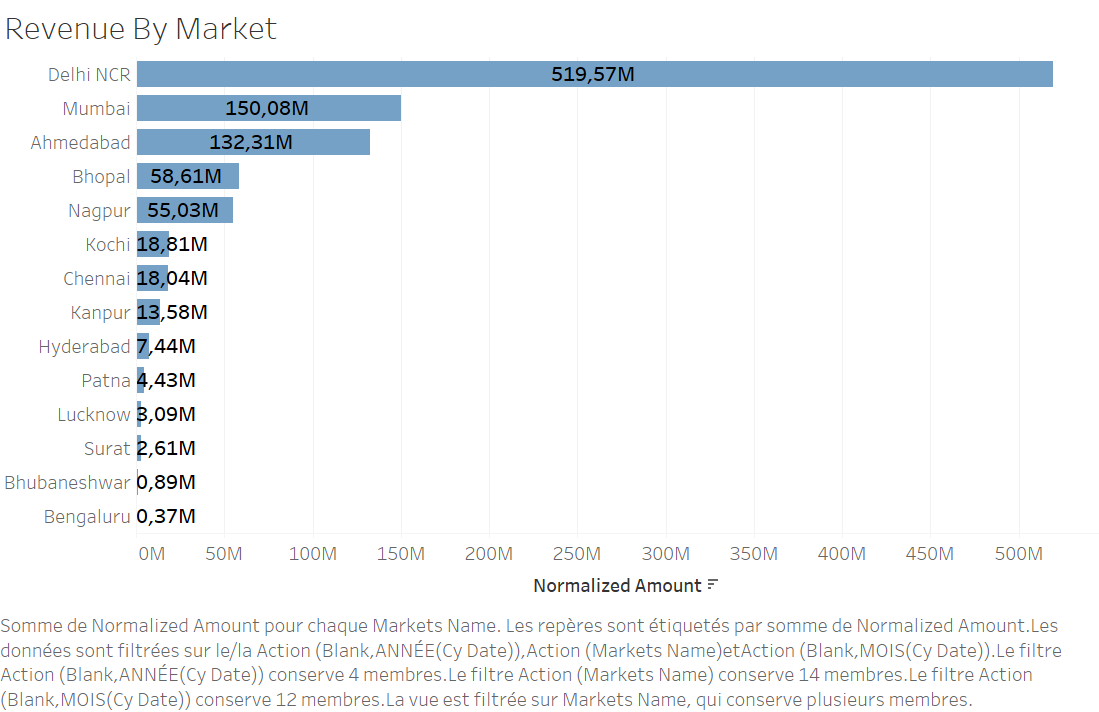 Revenue By Market
Delhi NCR 519,57M
Mumbai 150,08M
Ahmedabad 132,31M
Bhopal 58,61M
Nagpur 55,03M
Kochi 18,81M
Chennai 18,04M
Kanpur 13,58M
Hyderabad 7,44M
Patna 4,43M
Lucknow 3,09M
Surat 2,61M
Bhubaneshwar 0,89M
Bengaluru 0,37M
0M 50M 100M 150M 200M 250M 300M 350M 400M 450M 500M
Normalized Amount
Somme de Normalized Amount pour chaque Markets Name. Les repères sont étiquetés par somme de Normalized Amount.Les
données sont filtrées sur le/la Action (Blank,ANNÉE(Cy Date)),Action (Markets Name)etAction (Blank,MOIS(Cy Date)).Le filtre
Action (Blank,ANNÉE(Cy Date)) conserve 4 membres.Le filtre Action (Markets Name) conserve 14 membres.Le filtre Action
(Blank,MOIS(Cy Date)) conserve 12 membres.La vue est filtrée sur Markets Name, qui conserve plusieurs membres.